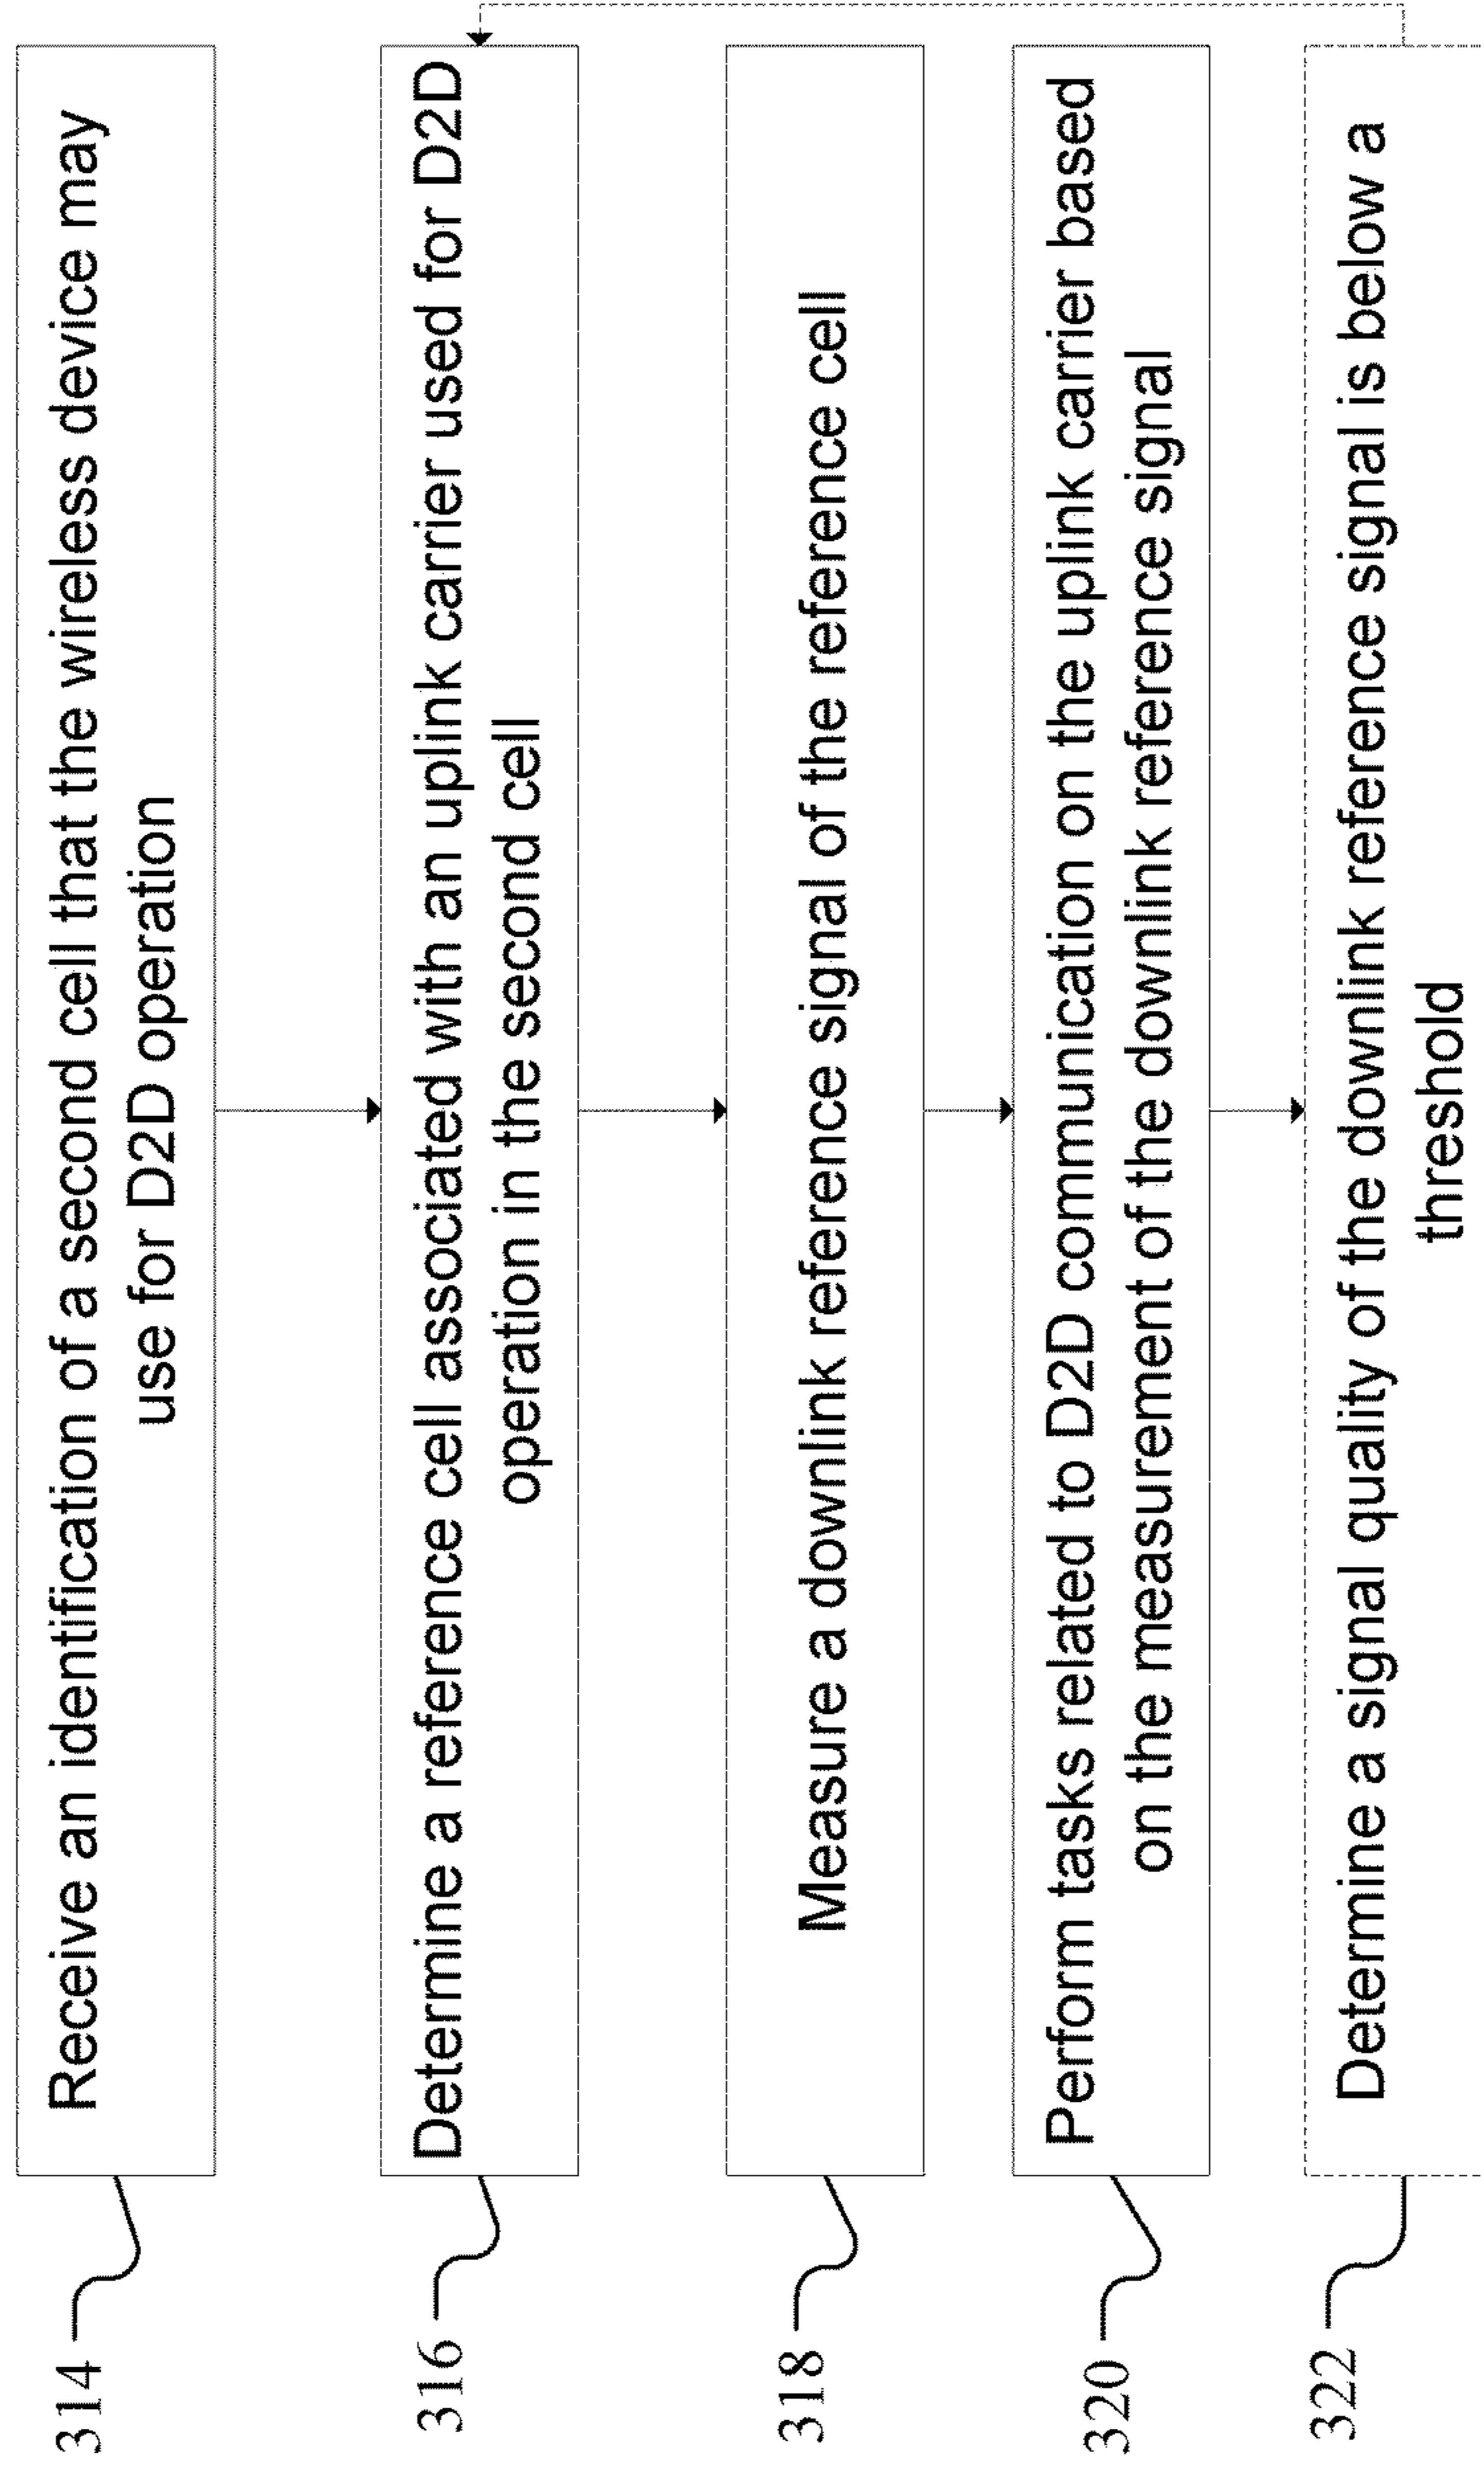 314
Receive an identification of a second cell that the wireless device may
use for D2D operation
316
Determine a reference cell associated with an uplink carrier used for D2D
operation in the second cell
318
Measure a downlink reference signal of the reference cell
320
Perform tasks related to D2D communication on the uplink carrier based
on the measurement of the downlink reference signal
322
Determine a signal quality of the downlink reference signal is below a
threshold